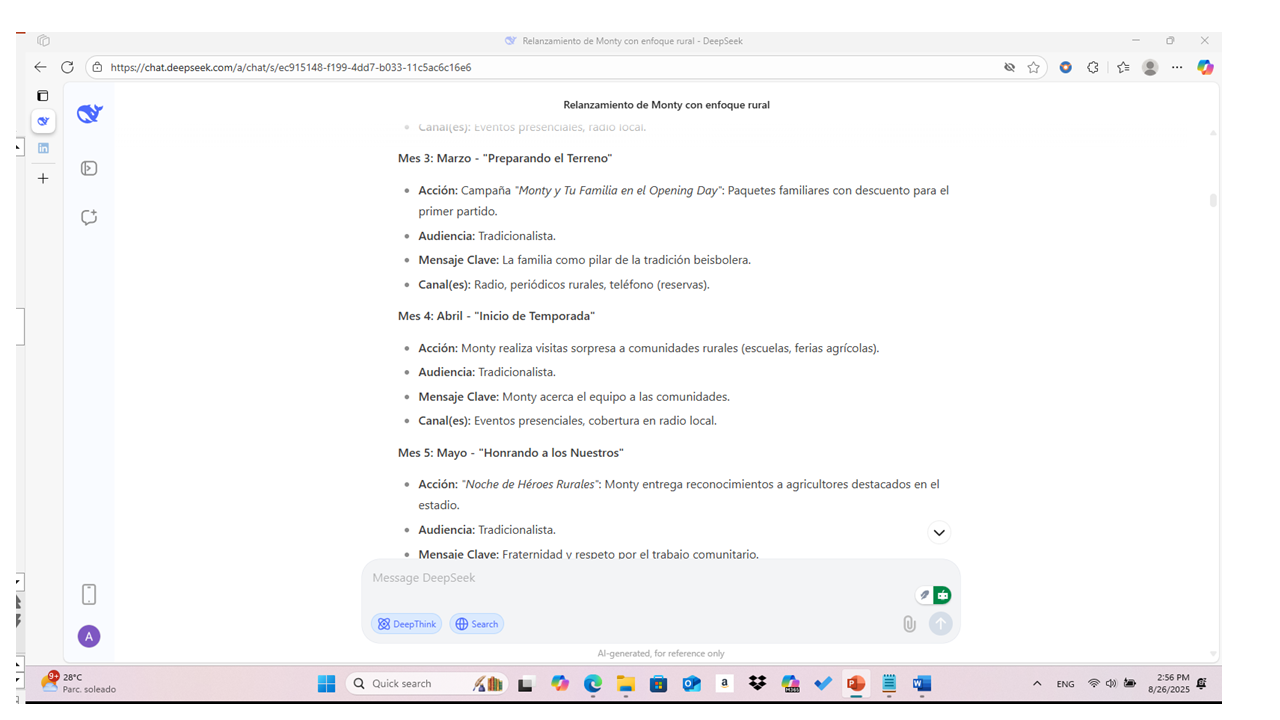 Relanzamiento de Monty con enfoque rural - DeepSeek
https://chat.deepseek.com/a/chat/s/ec915148-f199-4dd7-b033-11c5ac6c16e6
Relanzamiento de Monty con enfoque rural
Canal(es): Eventos presenciales, radio local.
Mes 3: Marzo - "Preparando el Terreno"
Acción: Campaña "Monty y Tu Familia en el Opening Day": Paquetes familiares con descuento para el
primer partido.
Audiencia: Tradicionalista.
Mensaje Clave: La familia como pilar de la tradición beisbolera.
Canal(es): Radio, periódicos rurales, teléfono (reservas).
Mes 4: Abril - "Inicio de Temporada"
Acción: Monty realiza visitas sorpresa a comunidades rurales (escuelas, ferias agrícolas).
Audiencia: Tradicionalista.
Mensaje Clave: Monty acerca el equipo a las comunidades.
Canal(es): Eventos presenciales, cobertura en radio local.
Mes 5: Mayo - "Honrando a los Nuestros"
Acción: "Noche de Héroes Rurales": Monty entrega reconocimientos a agricultores destacados en el
estadio.
Audiencia: Tradicionalista.
Mensaje Clave: Fraternidad y respeto por el trabajo comunitario.
Message DeepSeek
DeepThink
Search
A
AI-generated, for reference only
9+
28°C
Parc. soleado
Quick search
a
M365
ENG
2:56 PM
8/26/2025